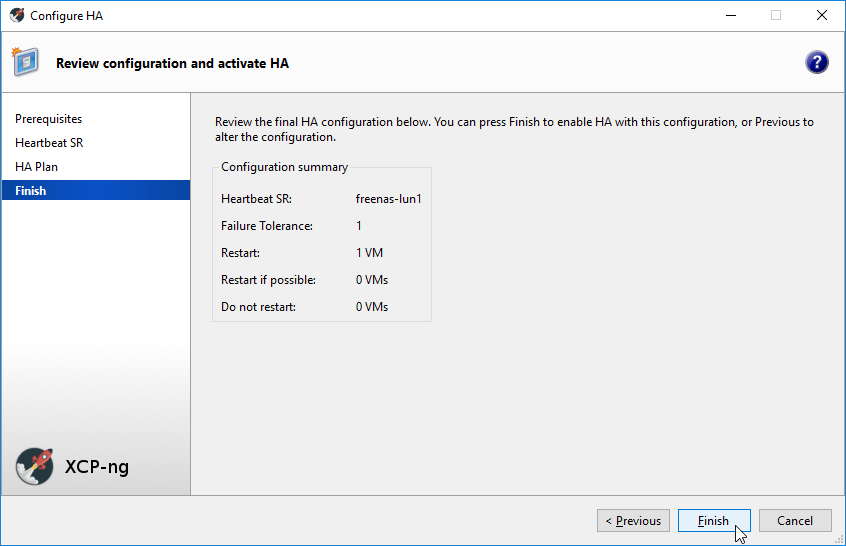 Configure HA
Review configuration and activate HA
?
Prerequisites
Heartbeat SR
HA Plan
Finish
Review the final HA configuration below. You can press Finish to enable HA with this configuration, or Previous to
alter the configuration.
Configuration summary
Heartbeat SR: freenas-lun1
Failure Tolerance: 1
Restart: 1 VM
Restart if possible: 0 VMs
Do not restart: 0 VMs
XCP-ng
< Previous Finish Cancel